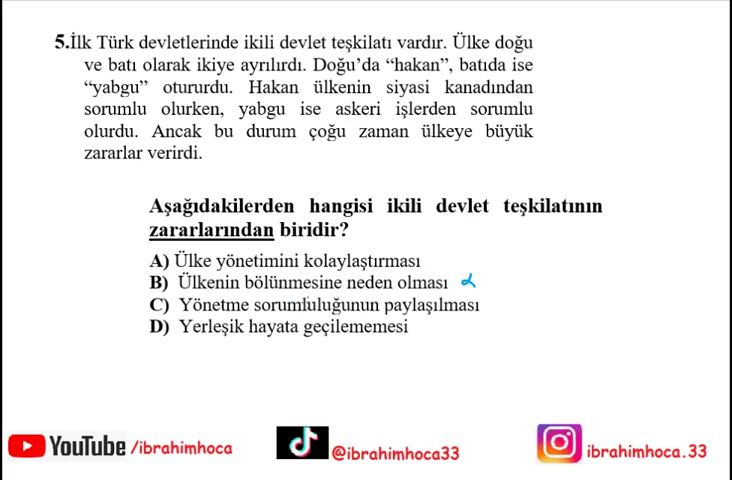 5.İlk Türk devletlerinde ikili devlet teşkilatı vardır. Ülke doğu
ve batı olarak ikiye ayrılırdı. Doğu’da “hakan”, batıda ise
“yabgu” otururdu. Hakan ülkenin siyasi kanadından
sorumlu olurken, yabgu ise askeri işlerden sorumlu
olurdu. Ancak bu durum çoğu zaman ülkeye büyük
zararlar verirdi.
Aşağıdakilerden hangisi ikili devlet teşkilatının
zararlarından biridir?
A) Ülke yönetimini kolaylaştırması
B) Ülkenin bölünmesine neden olması
C) Yönetme sorumluluğunun paylaşılması
D) Yerleşik hayata geçilememesi
YouTube /ibrahimhoca
@ibrahimhoca33
ibrahimhoca.33